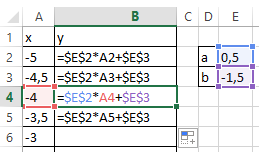 A B C D E
1 x y
2 -5 =$E$2*A2+$E$3 a 0,5
3 -4,5 =$E$2*A3+$E$3 b -1,5
4 -4 =$E$2*A4+$E$3
5 -3,5 =$E$2*A5+$E$3
6 -3